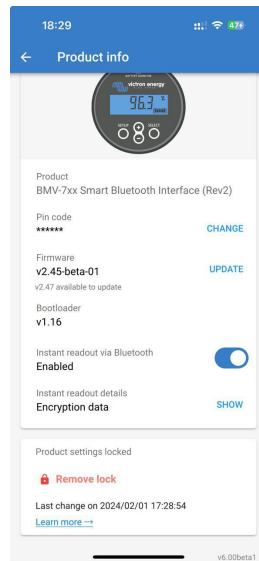 18:29
47
Product info
BATTERY MONITOR
victron energy
96.3 %
SETUP
SELECT
Product
BMV-7xx Smart Bluetooth Interface (Rev2)
Pin code
******
CHANGE
Firmware
v2.45-beta-01
UPDATE
v2.47 available to update
Bootloader
v1.16
Instant readout via Bluetooth
Enabled
Instant readout details
Encryption data
SHOW
Product settings locked
Remove lock
Last change on 2024/02/01 17:28:54
Learn more →
v6.00beta1